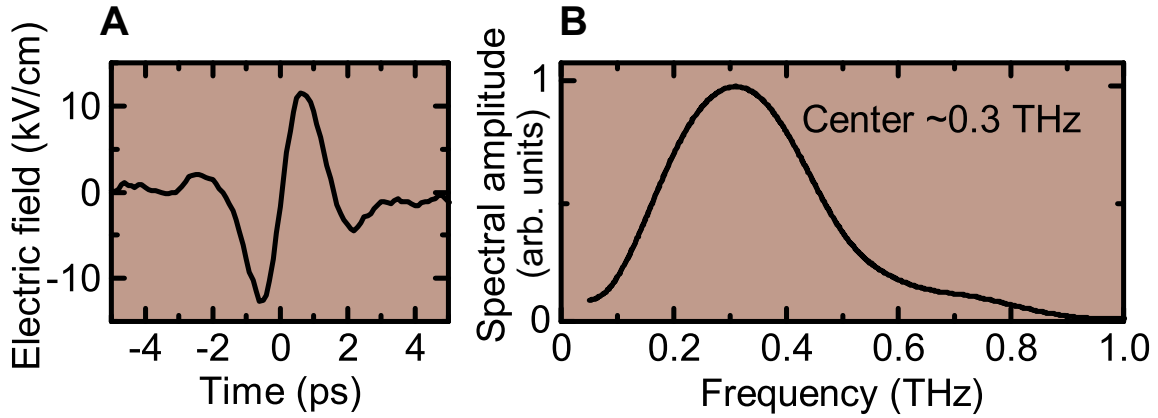 A
Electric field (kV/cm)
10
0
-10
-4 -2 0 2 4
Time (ps)
B
Spectral amplitude
(arb. units)
1
0
Center ~0.3 THz
0 0.2 0.4 0.6 0.8 1.0
Frequency (THz)